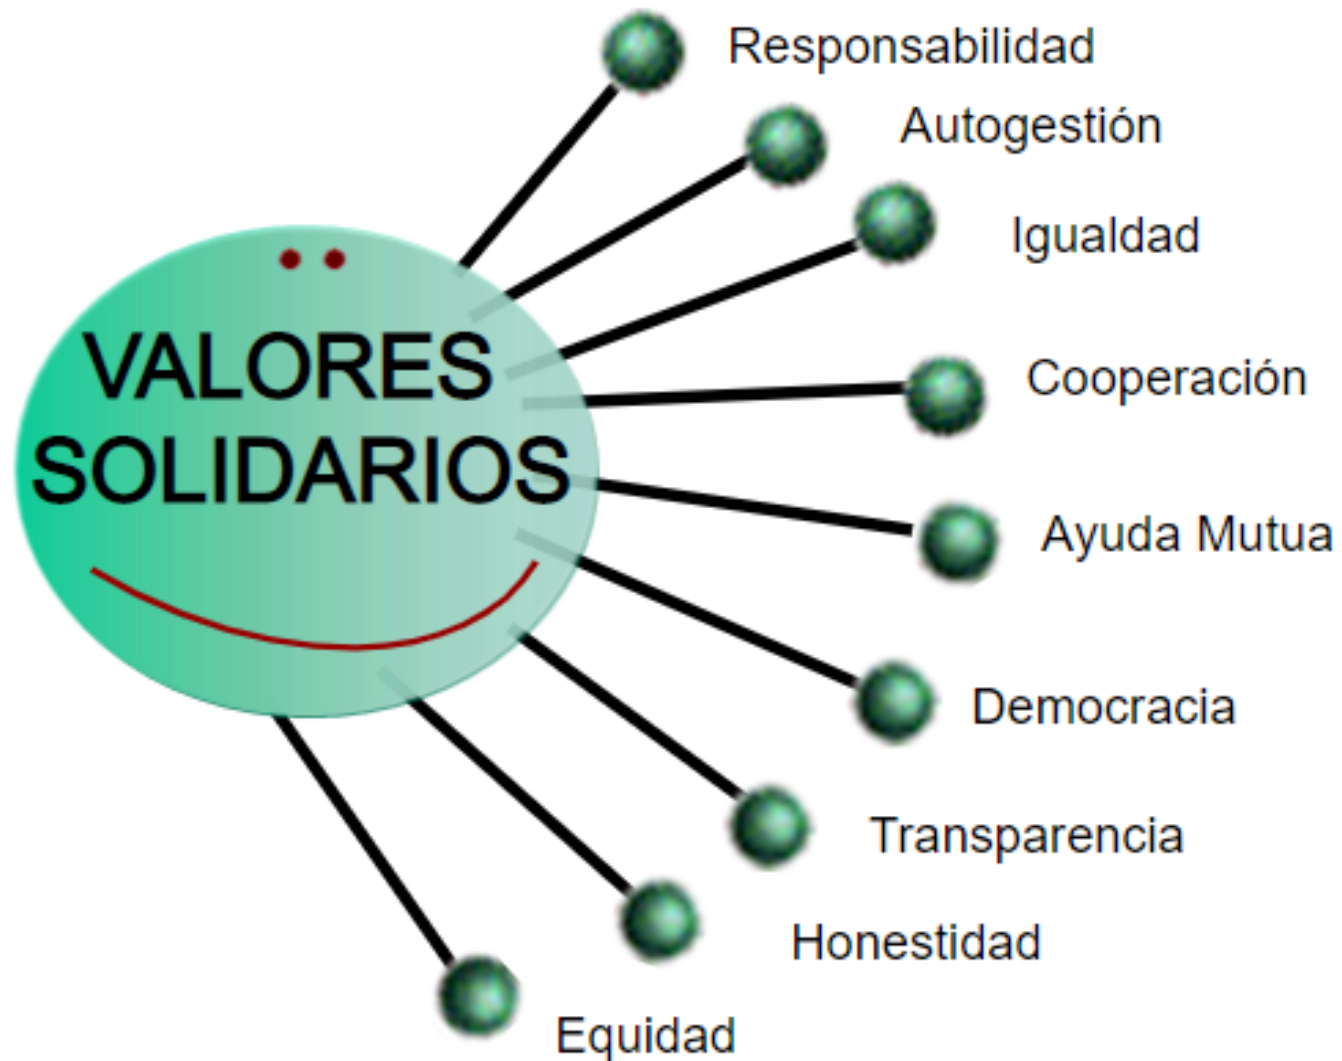 Responsabilidad
Autogestión
Igualdad
VALORES
SOLIDARIOS
Cooperación
Ayuda Mutua
Democracia
Transparencia
Honestidad
Equidad